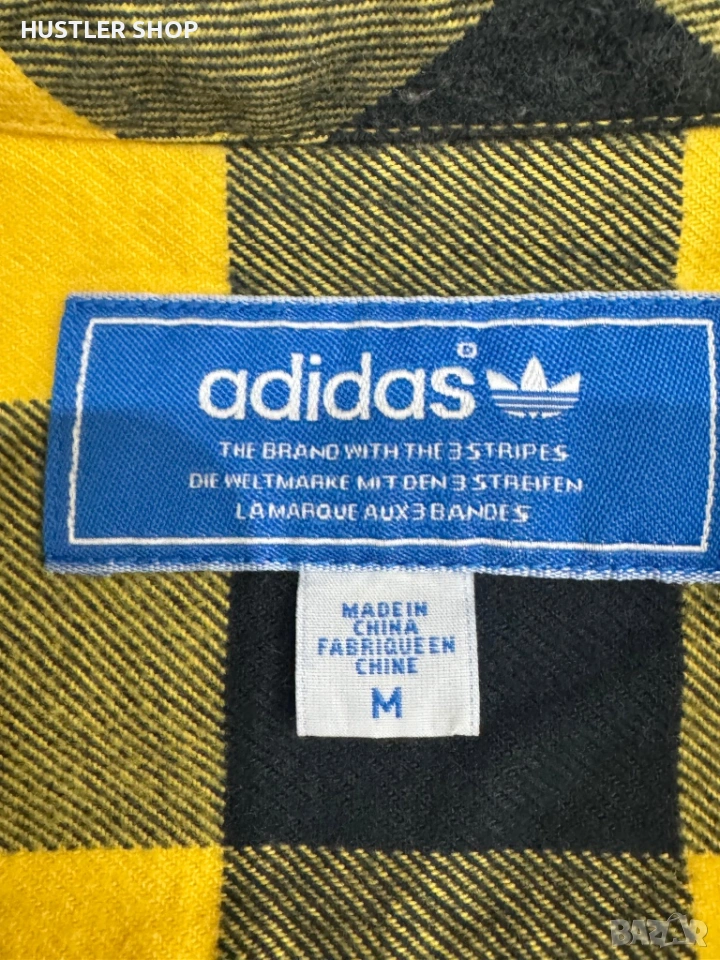 HUSTLER SHOP
adidas
THE BRAND WITH THE 3 STRIPES
DIE WELTMARKE MIT DEN 3 STREIFEN
LA MARQUE AUX 3 BANDES
MADE IN
CHINA
FABRIQUE EN
CHINE
M
BAZAR